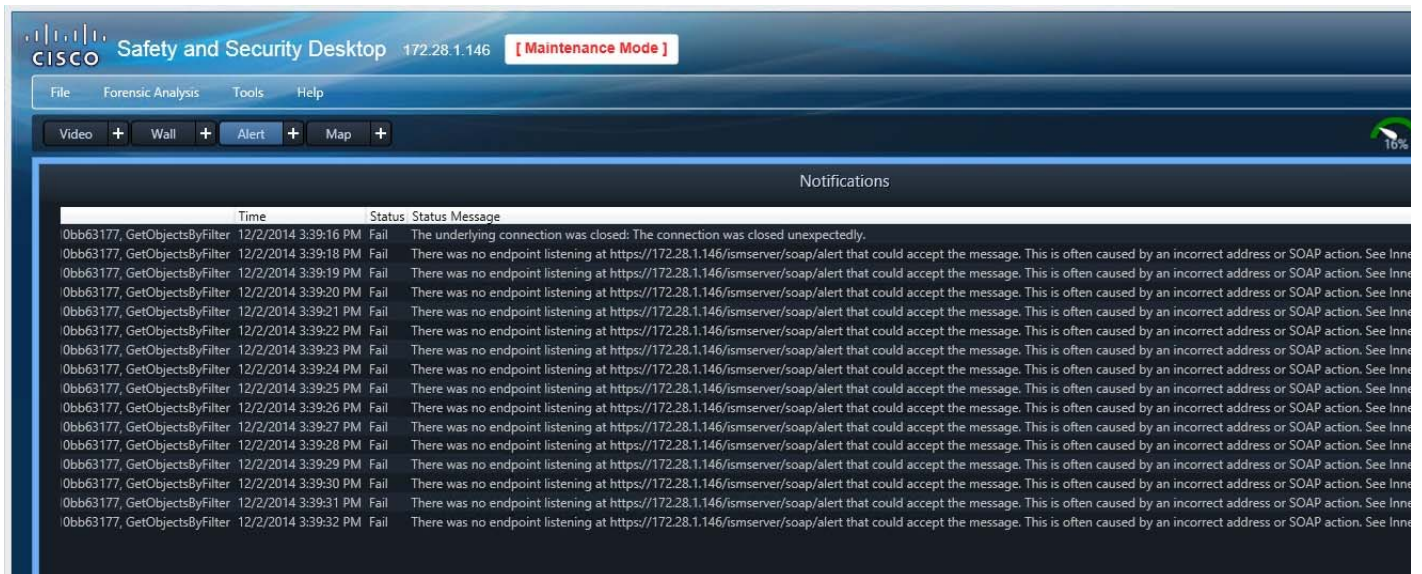 CISCO Safety and Security Desktop 172.28.1.146 [ Maintenance Mode ]
File Forensic Analysis Tools Help
Video + Wall + Alert + Map +
16%
Notifications
Time Status Status Message
0bb63177, GetObjectsByFilter 12/2/2014 3:39:16 PM Fail The underlying connection was closed: The connection was closed unexpectedly.
0bb63177, GetObjectsByFilter 12/2/2014 3:39:18 PM Fail There was no endpoint listening at https://172.28.1.146/ismserver/soap/alert that could accept the message. This is often caused by an incorrect address or SOAP action. See Inne
0bb63177, GetObjectsByFilter 12/2/2014 3:39:19 PM Fail There was no endpoint listening at https://172.28.1.146/ismserver/soap/alert that could accept the message. This is often caused by an incorrect address or SOAP action. See Inne
0bb63177, GetObjectsByFilter 12/2/2014 3:39:20 PM Fail There was no endpoint listening at https://172.28.1.146/ismserver/soap/alert that could accept the message. This is often caused by an incorrect address or SOAP action. See Inne
0bb63177, GetObjectsByFilter 12/2/2014 3:39:21 PM Fail There was no endpoint listening at https://172.28.1.146/ismserver/soap/alert that could accept the message. This is often caused by an incorrect address or SOAP action. See Inne
0bb63177, GetObjectsByFilter 12/2/2014 3:39:22 PM Fail There was no endpoint listening at https://172.28.1.146/ismserver/soap/alert that could accept the message. This is often caused by an incorrect address or SOAP action. See Inne
0bb63177, GetObjectsByFilter 12/2/2014 3:39:23 PM Fail There was no endpoint listening at https://172.28.1.146/ismserver/soap/alert that could accept the message. This is often caused by an incorrect address or SOAP action. See Inne
0bb63177, GetObjectsByFilter 12/2/2014 3:39:24 PM Fail There was no endpoint listening at https://172.28.1.146/ismserver/soap/alert that could accept the message. This is often caused by an incorrect address or SOAP action. See Inne
0bb63177, GetObjectsByFilter 12/2/2014 3:39:25 PM Fail There was no endpoint listening at https://172.28.1.146/ismserver/soap/alert that could accept the message. This is often caused by an incorrect address or SOAP action. See Inne
0bb63177, GetObjectsByFilter 12/2/2014 3:39:26 PM Fail There was no endpoint listening at https://172.28.1.146/ismserver/soap/alert that could accept the message. This is often caused by an incorrect address or SOAP action. See Inne
0bb63177, GetObjectsByFilter 12/2/2014 3:39:27 PM Fail There was no endpoint listening at https://172.28.1.146/ismserver/soap/alert that could accept the message. This is often caused by an incorrect address or SOAP action. See Inne
0bb63177, GetObjectsByFilter 12/2/2014 3:39:28 PM Fail There was no endpoint listening at https://172.28.1.146/ismserver/soap/alert that could accept the message. This is often caused by an incorrect address or SOAP action. See Inne
0bb63177, GetObjectsByFilter 12/2/2014 3:39:29 PM Fail There was no endpoint listening at https://172.28.1.146/ismserver/soap/alert that could accept the message. This is often caused by an incorrect address or SOAP action. See Inne
0bb63177, GetObjectsByFilter 12/2/2014 3:39:30 PM Fail There was no endpoint listening at https://172.28.1.146/ismserver/soap/alert that could accept the message. This is often caused by an incorrect address or SOAP action. See Inne
0bb63177, GetObjectsByFilter 12/2/2014 3:39:31 PM Fail There was no endpoint listening at https://172.28.1.146/ismserver/soap/alert that could accept the message. This is often caused by an incorrect address or SOAP action. See Inne
0bb63177, GetObjectsByFilter 12/2/2014 3:39:32 PM Fail There was no endpoint listening at https://172.28.1.146/ismserver/soap/alert that could accept the message. This is often caused by an incorrect address or SOAP action. See Inne